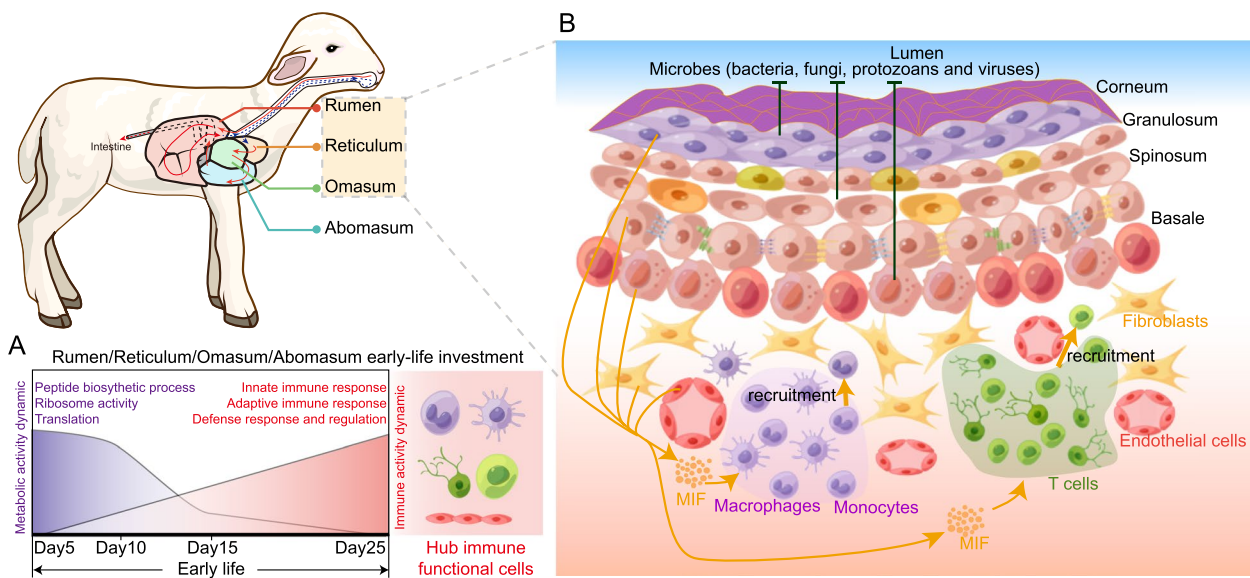 Rumen
Reticulum
Omasum
Abomasum
Intestine
A
Rumen/Reticulum/Omasum/Abomasum early-life investment
Metabolic activity dynamic
Peptide biosythetic process
Ribosome activity
Translation
Innate immune response
Adaptive immune response
Defense response and regulation
Immune activity dynamic
Day5
Day10
Day15
Day25
Early life
Hub immune
functional cells
B
Lumen
Microbes (bacteria, fungi, protozoans and viruses)
Corneum
Granulosum
Spinosum
Basale
Fibroblasts
recruitment
recruitment
Endothelial cells
T cells
MIF
Macrophages
Monocytes
MIF